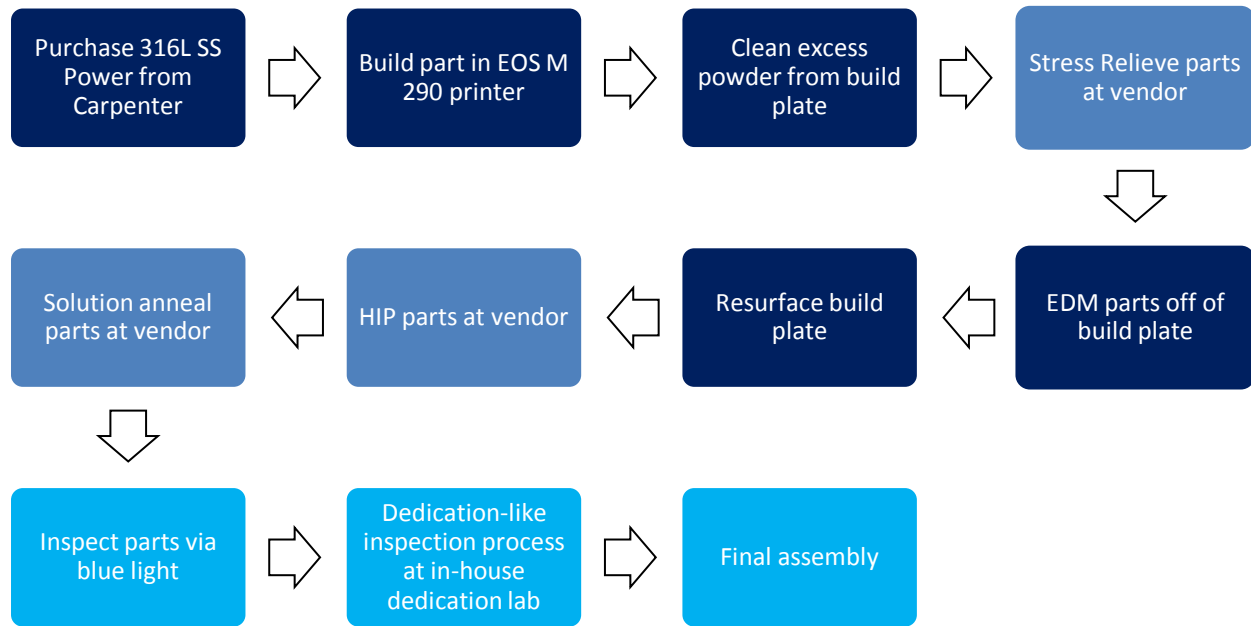 Purchase 316L SS
Power from
Carpenter
Build part in EOS M
290 printer
Clean excess
powder from build
plate
Stress Relieve parts
at vendor
EDM parts off of
build plate
Resurface build
plate
HIP parts at vendor
Solution anneal
parts at vendor
Inspect parts via
blue light
Dedication-like
inspection process
at in-house
dedication lab
Final assembly